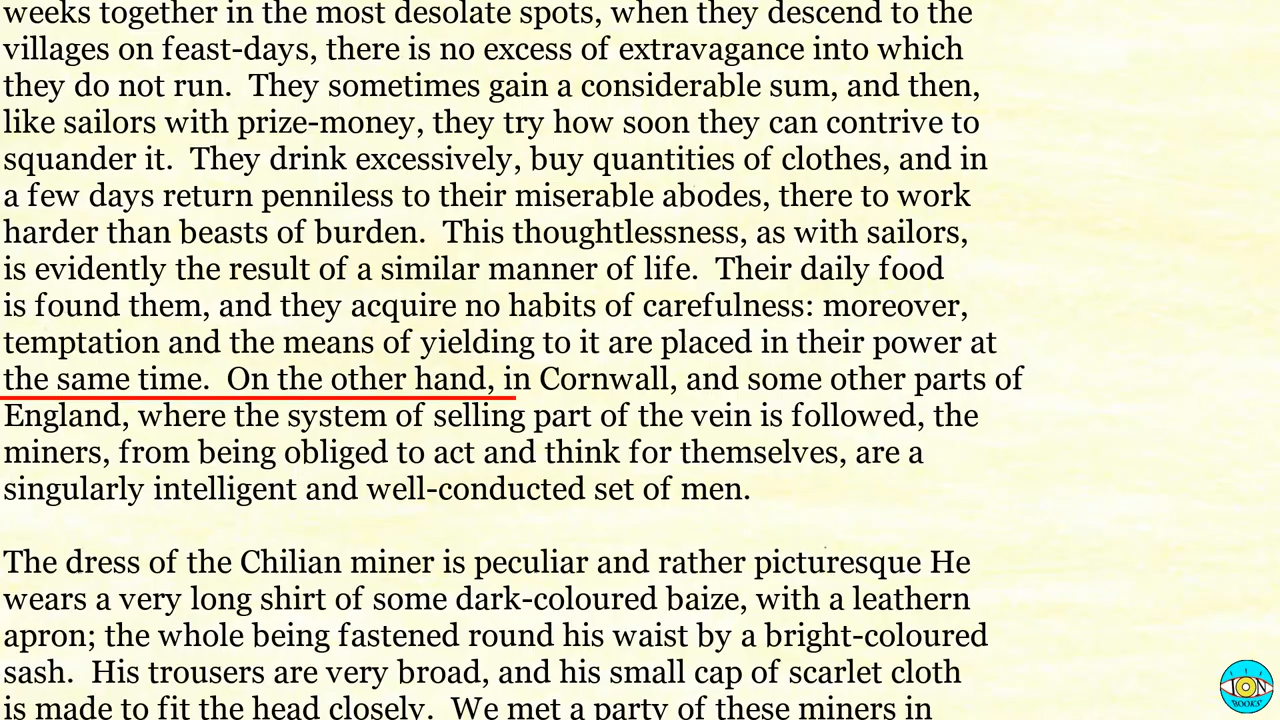 weeks together in the most desolate spots, when they descend to the
villages on feast-days, there is no excess of extravagance into which
they do not run.  They sometimes gain a considerable sum, and then,
like sailors with prize-money, they try how soon they can contrive to
squander it.  They drink excessively, buy quantities of clothes, and in
a few days return penniless to their miserable abodes, there to work
harder than beasts of burden.  This thoughtlessness, as with sailors,
is evidently the result of a similar manner of life.  Their daily food
is found them, and they acquire no habits of carefulness: moreover,
temptation and the means of yielding to it are placed in their power at
the same time.  On the other hand, in Cornwall, and some other parts of
England, where the system of selling part of the vein is followed, the
miners, from being obliged to act and think for themselves, are a
singularly intelligent and well-conducted set of men.

The dress of the Chilian miner is peculiar and rather picturesque He
wears a very long shirt of some dark-coloured baize, with a leathern
apron; the whole being fastened round his waist by a bright-coloured
sash.  His trousers are very broad, and his small cap of scarlet cloth
is made to fit the head closely.  We met a party of these miners in
ION
BOOKS